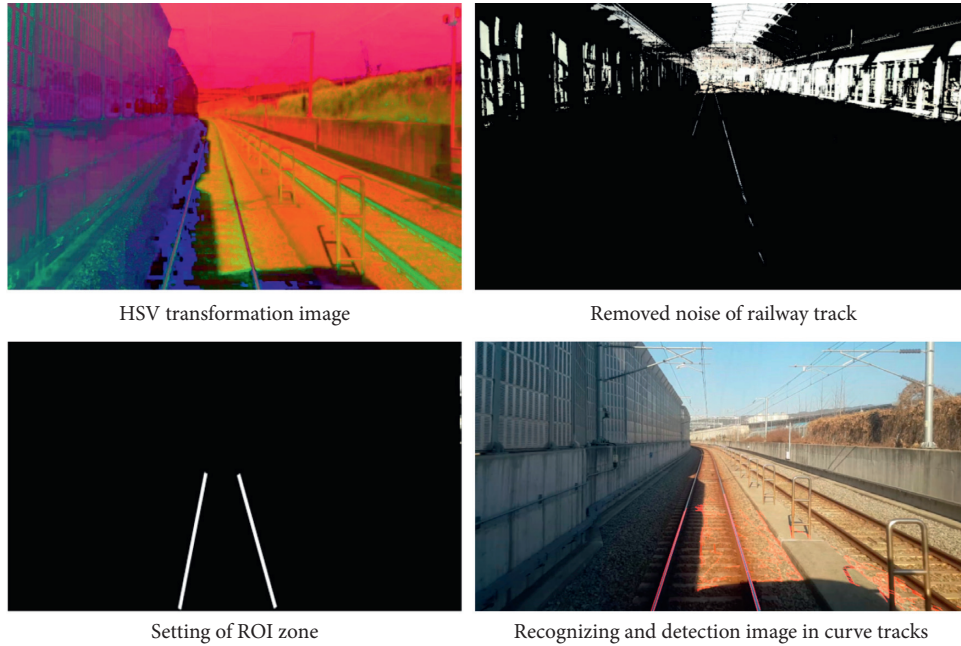 HSV transformation image
Removed noise of railway track
Setting of ROI zone
Recognizing and detection image in curve tracks